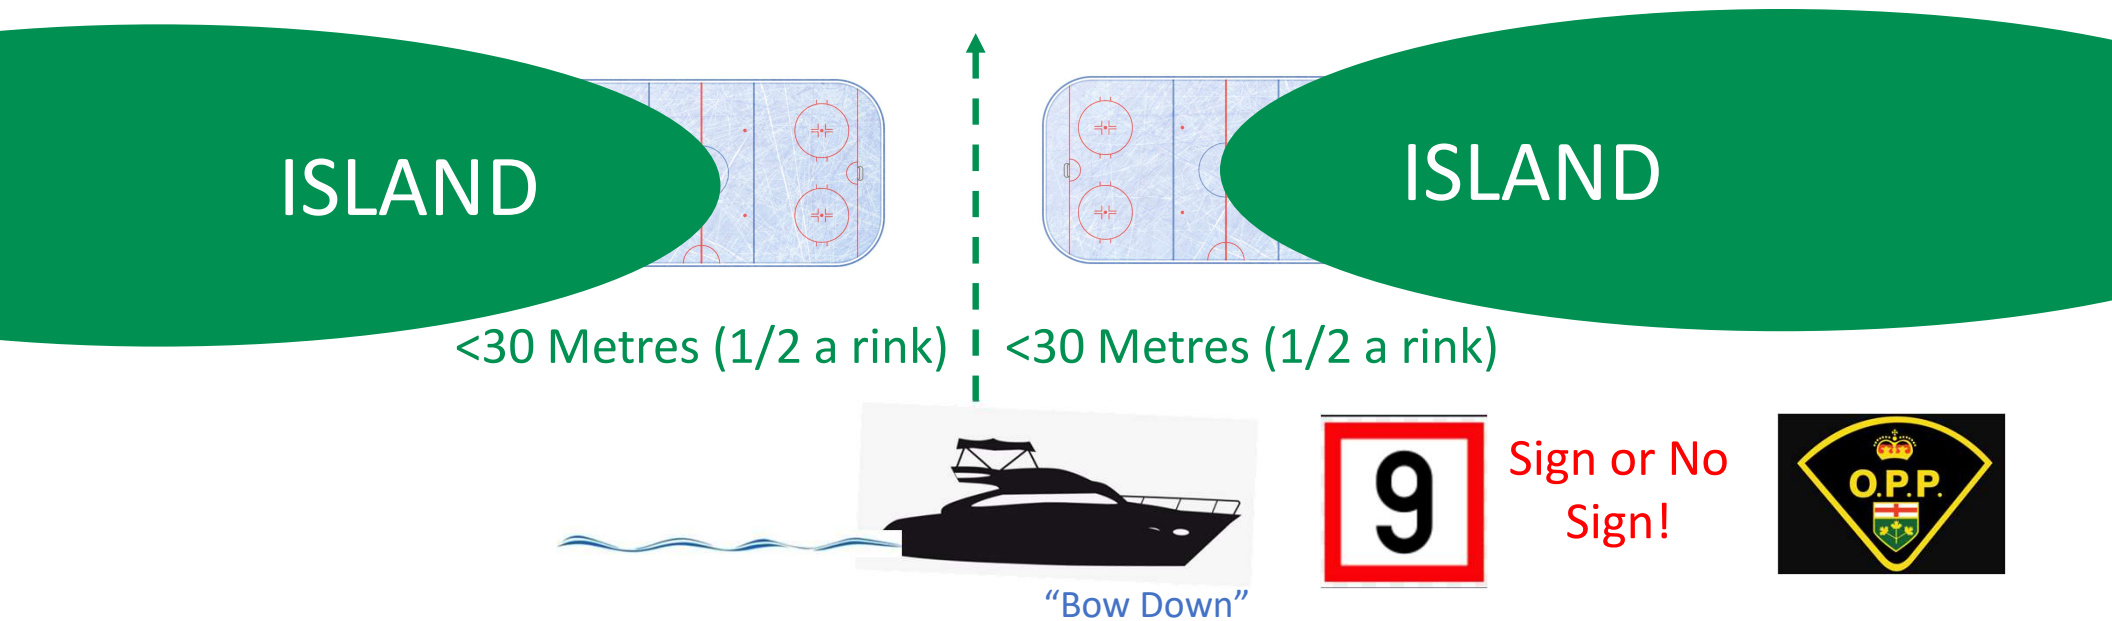 ISLAND
ISLAND
<30 Metres (1/2 a rink)
<30 Metres (1/2 a rink)
9
Sign or No
Sign!
O.P.P.
“Bow Down”